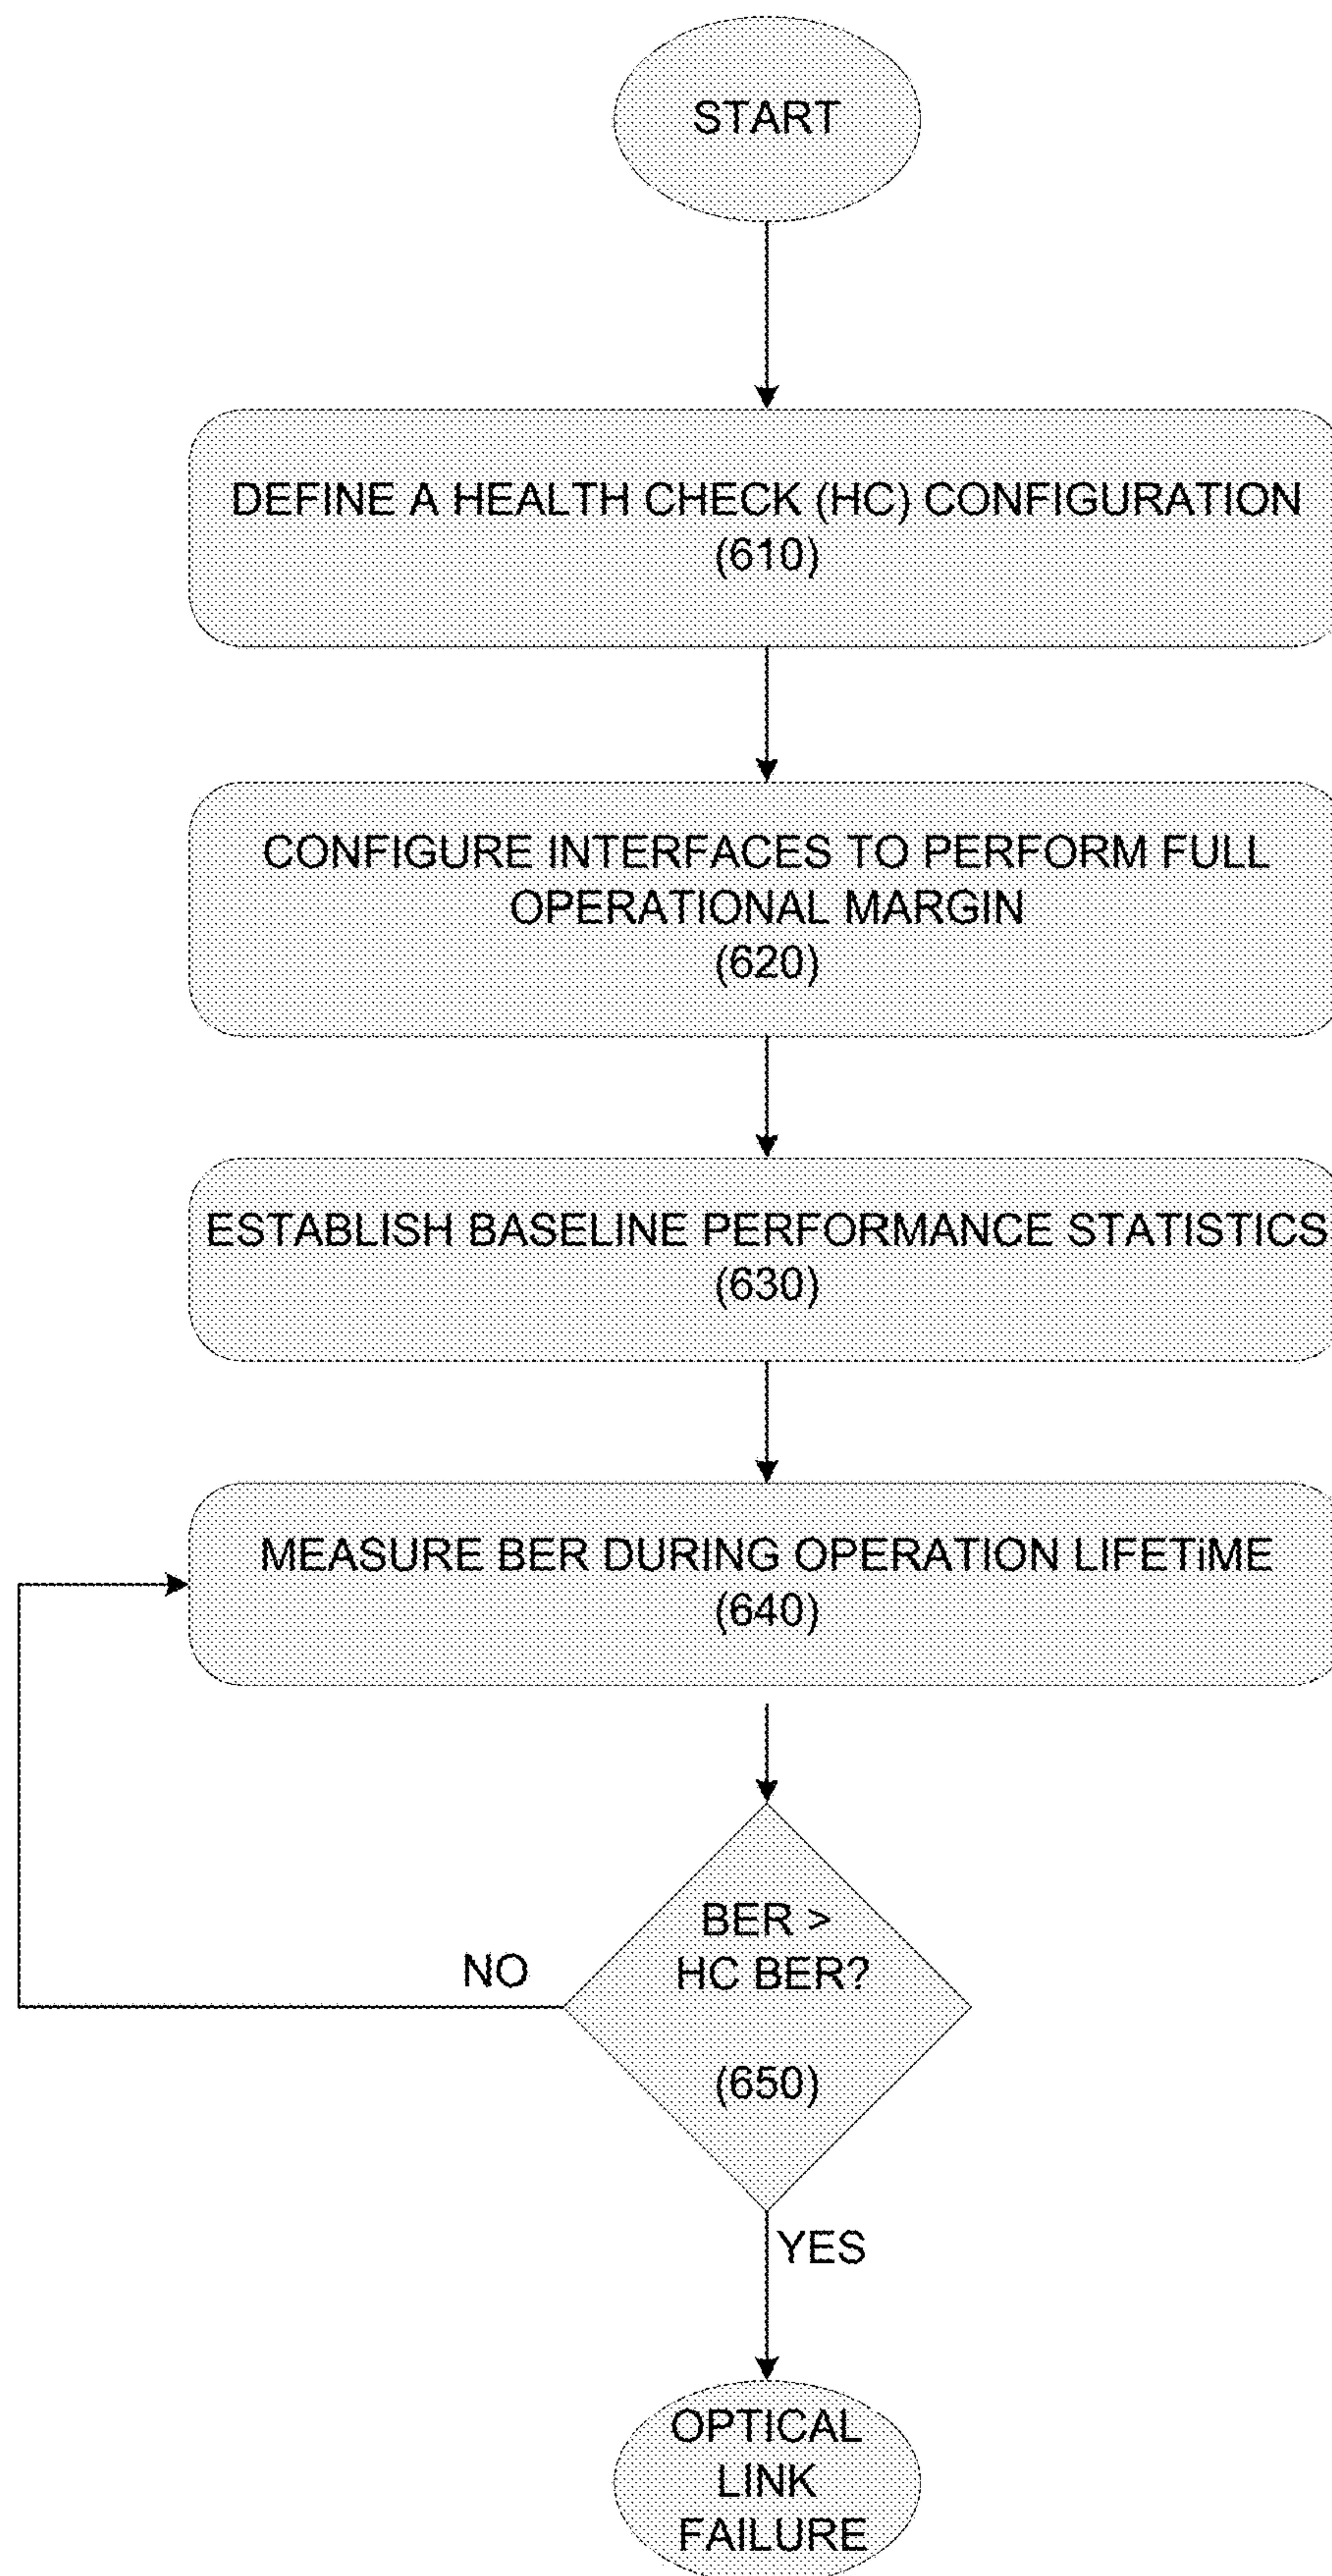 START
DEFINE A HEALTH CHECK (HC) CONFIGURATION
(610)
CONFIGURE INTERFACES TO PERFORM FULL
OPERATIONAL MARGIN
(620)
ESTABLISH BASELINE PERFORMANCE STATISTICS
(630)
MEASURE BER DURING OPERATION LIFETiME
(640)
BER >
HC BER?
(650)
NO
YES
OPTICAL
LINK
FAILURE